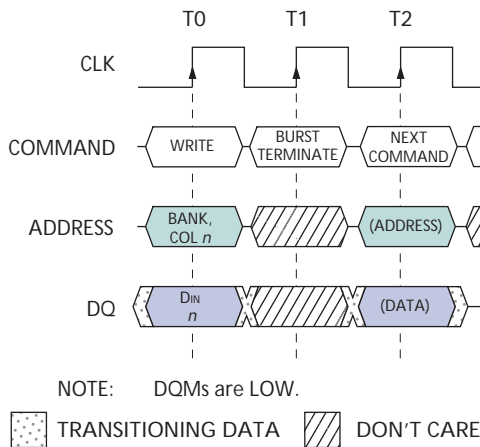 T0 T1 T2
CLK
COMMAND WRITE BURST TERMINATE NEXT COMMAND
ADDRESS BANK, COL n (ADDRESS)
DQ DIN n (DATA)
NOTE: DQMs are LOW.
TRANSITIONING DATA DON'T CARE